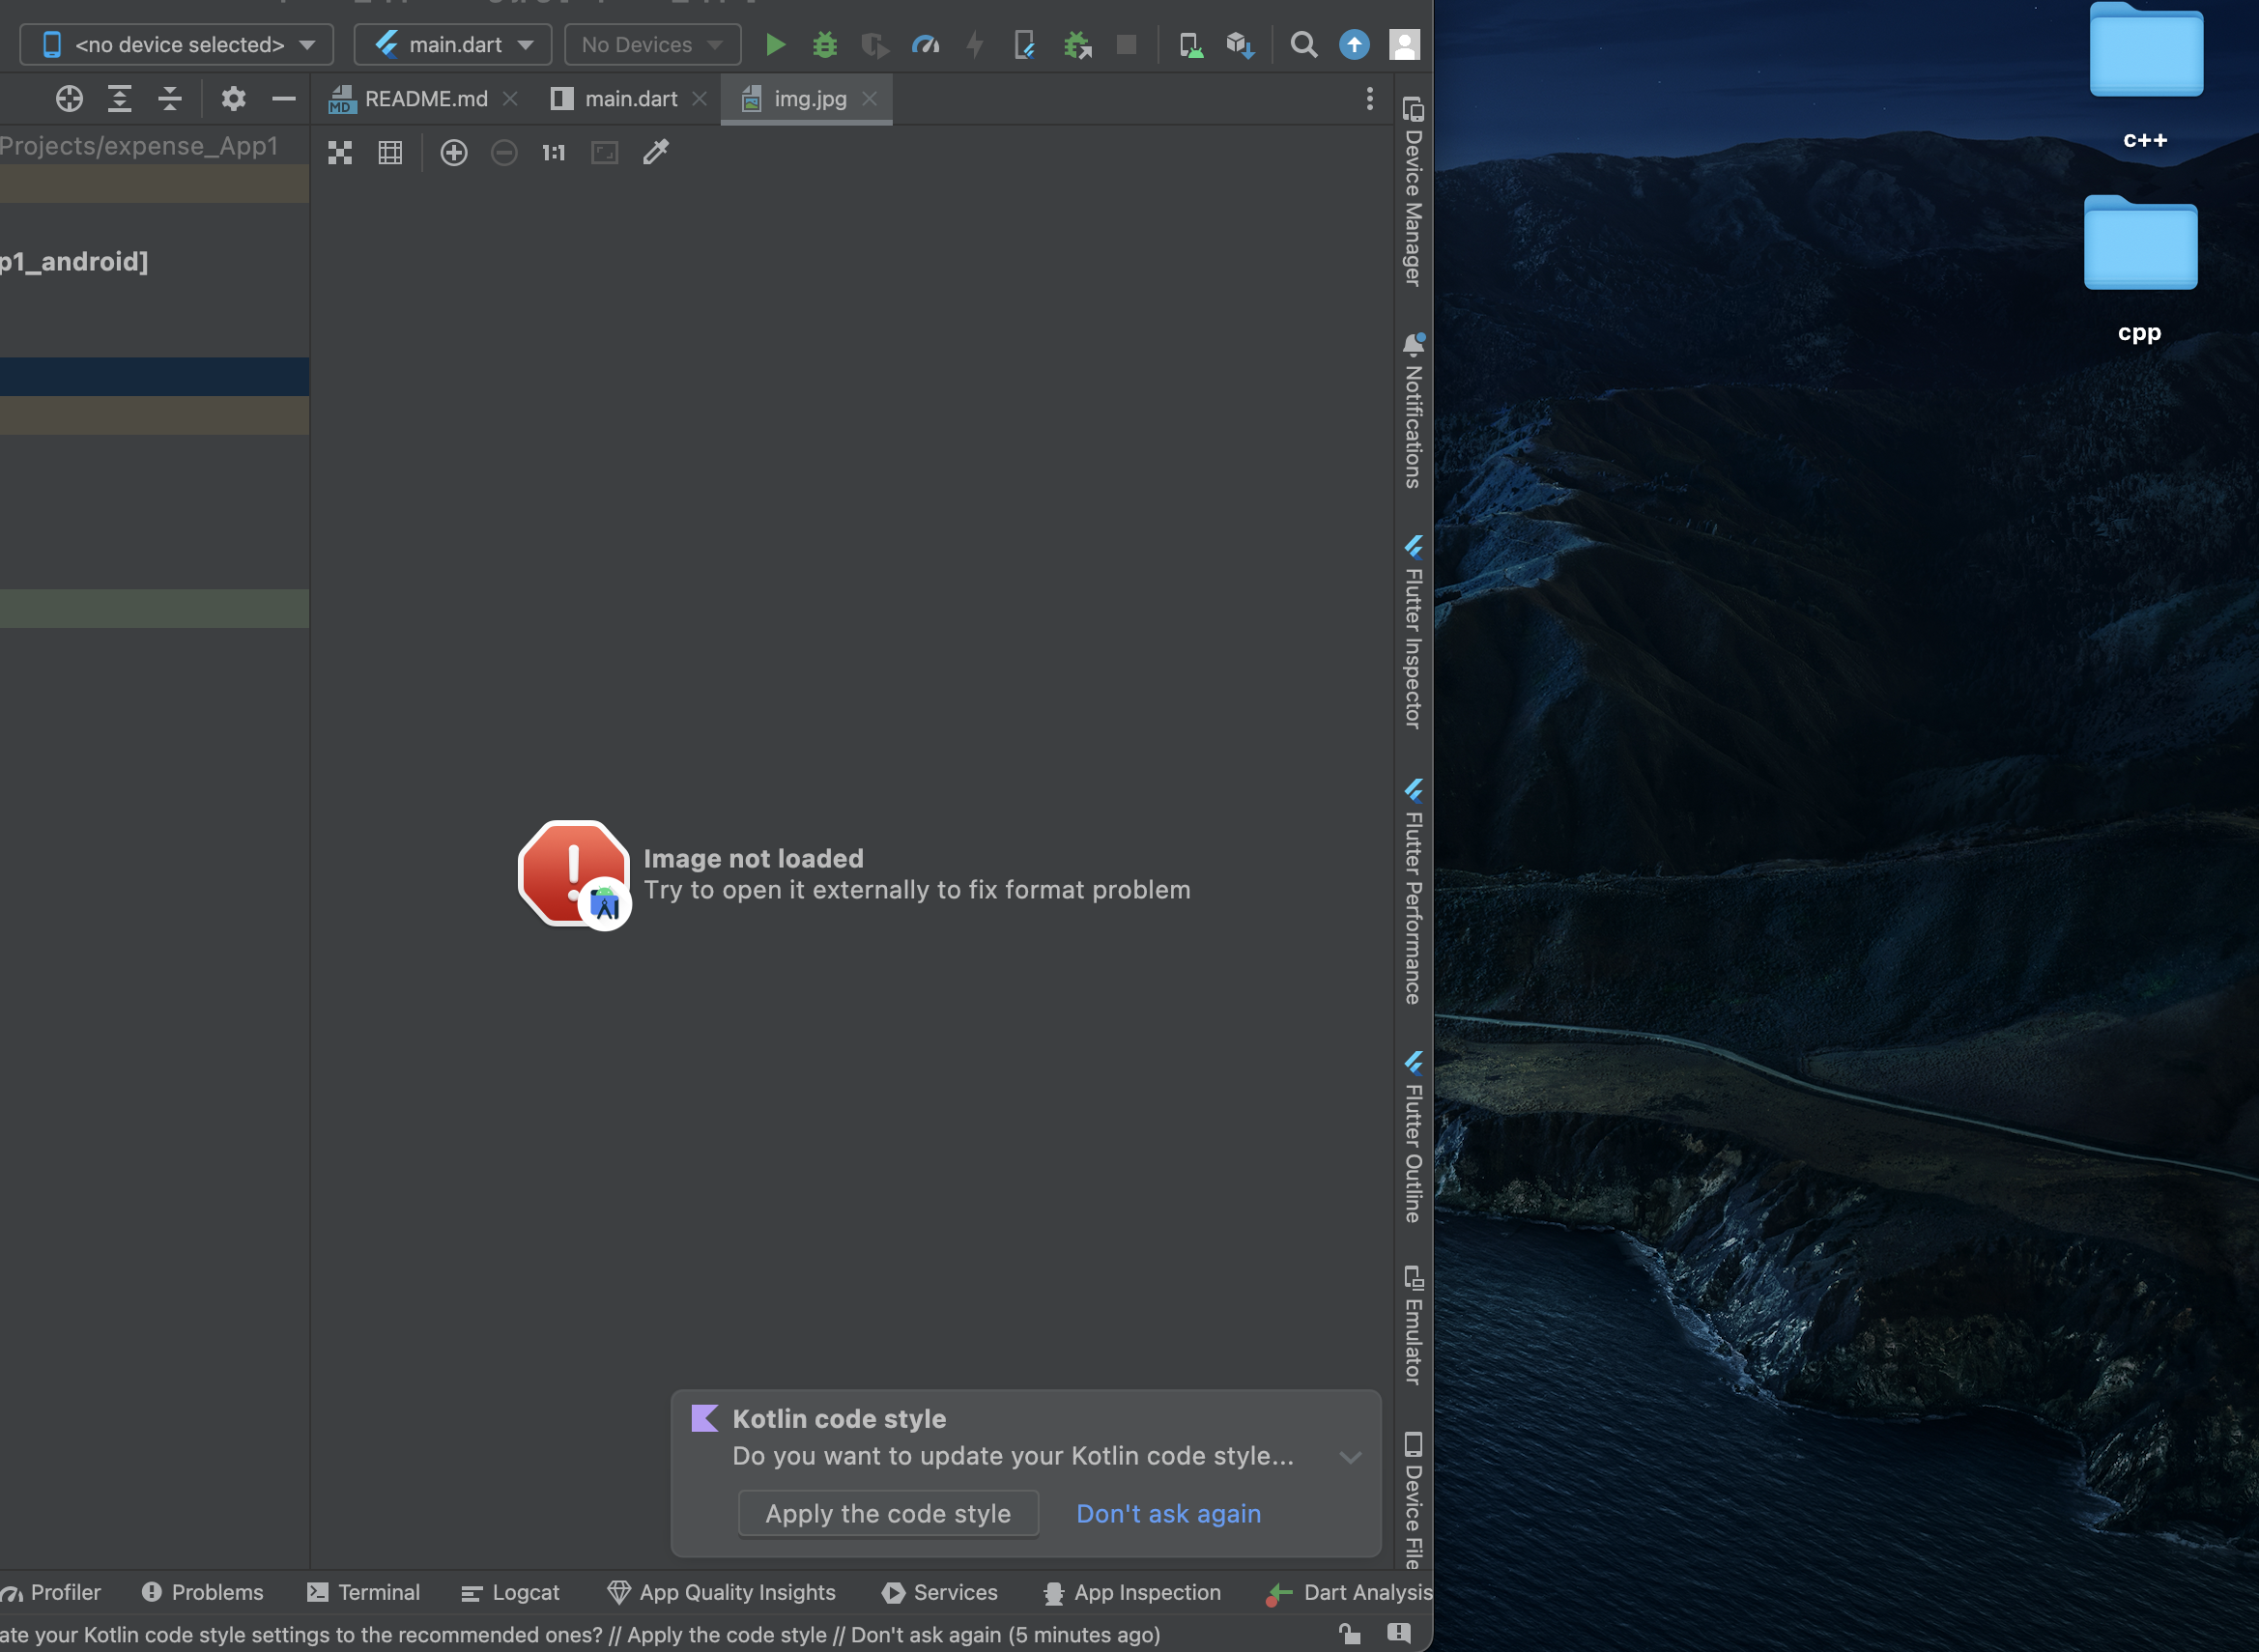 <no device selected>
main.dart
No Devices
README.md
main.dart
img.jpg
Projects/expense_App1
1:1
p1_android]
Image not loaded
Try to open it externally to fix format problem
Kotlin code style
Do you want to update your Kotlin code style...
Apply the code style
Don't ask again
Device Manager
Notifications
Flutter Inspector
Flutter Performance
Flutter Outline
Emulator
Device File
Profiler
Problems
Terminal
Logcat
App Quality Insights
Services
App Inspection
Dart Analysis
ate your Kotlin code style settings to the recommended ones? // Apply the code style // Don't ask again (5 minutes ago)
c++
cpp